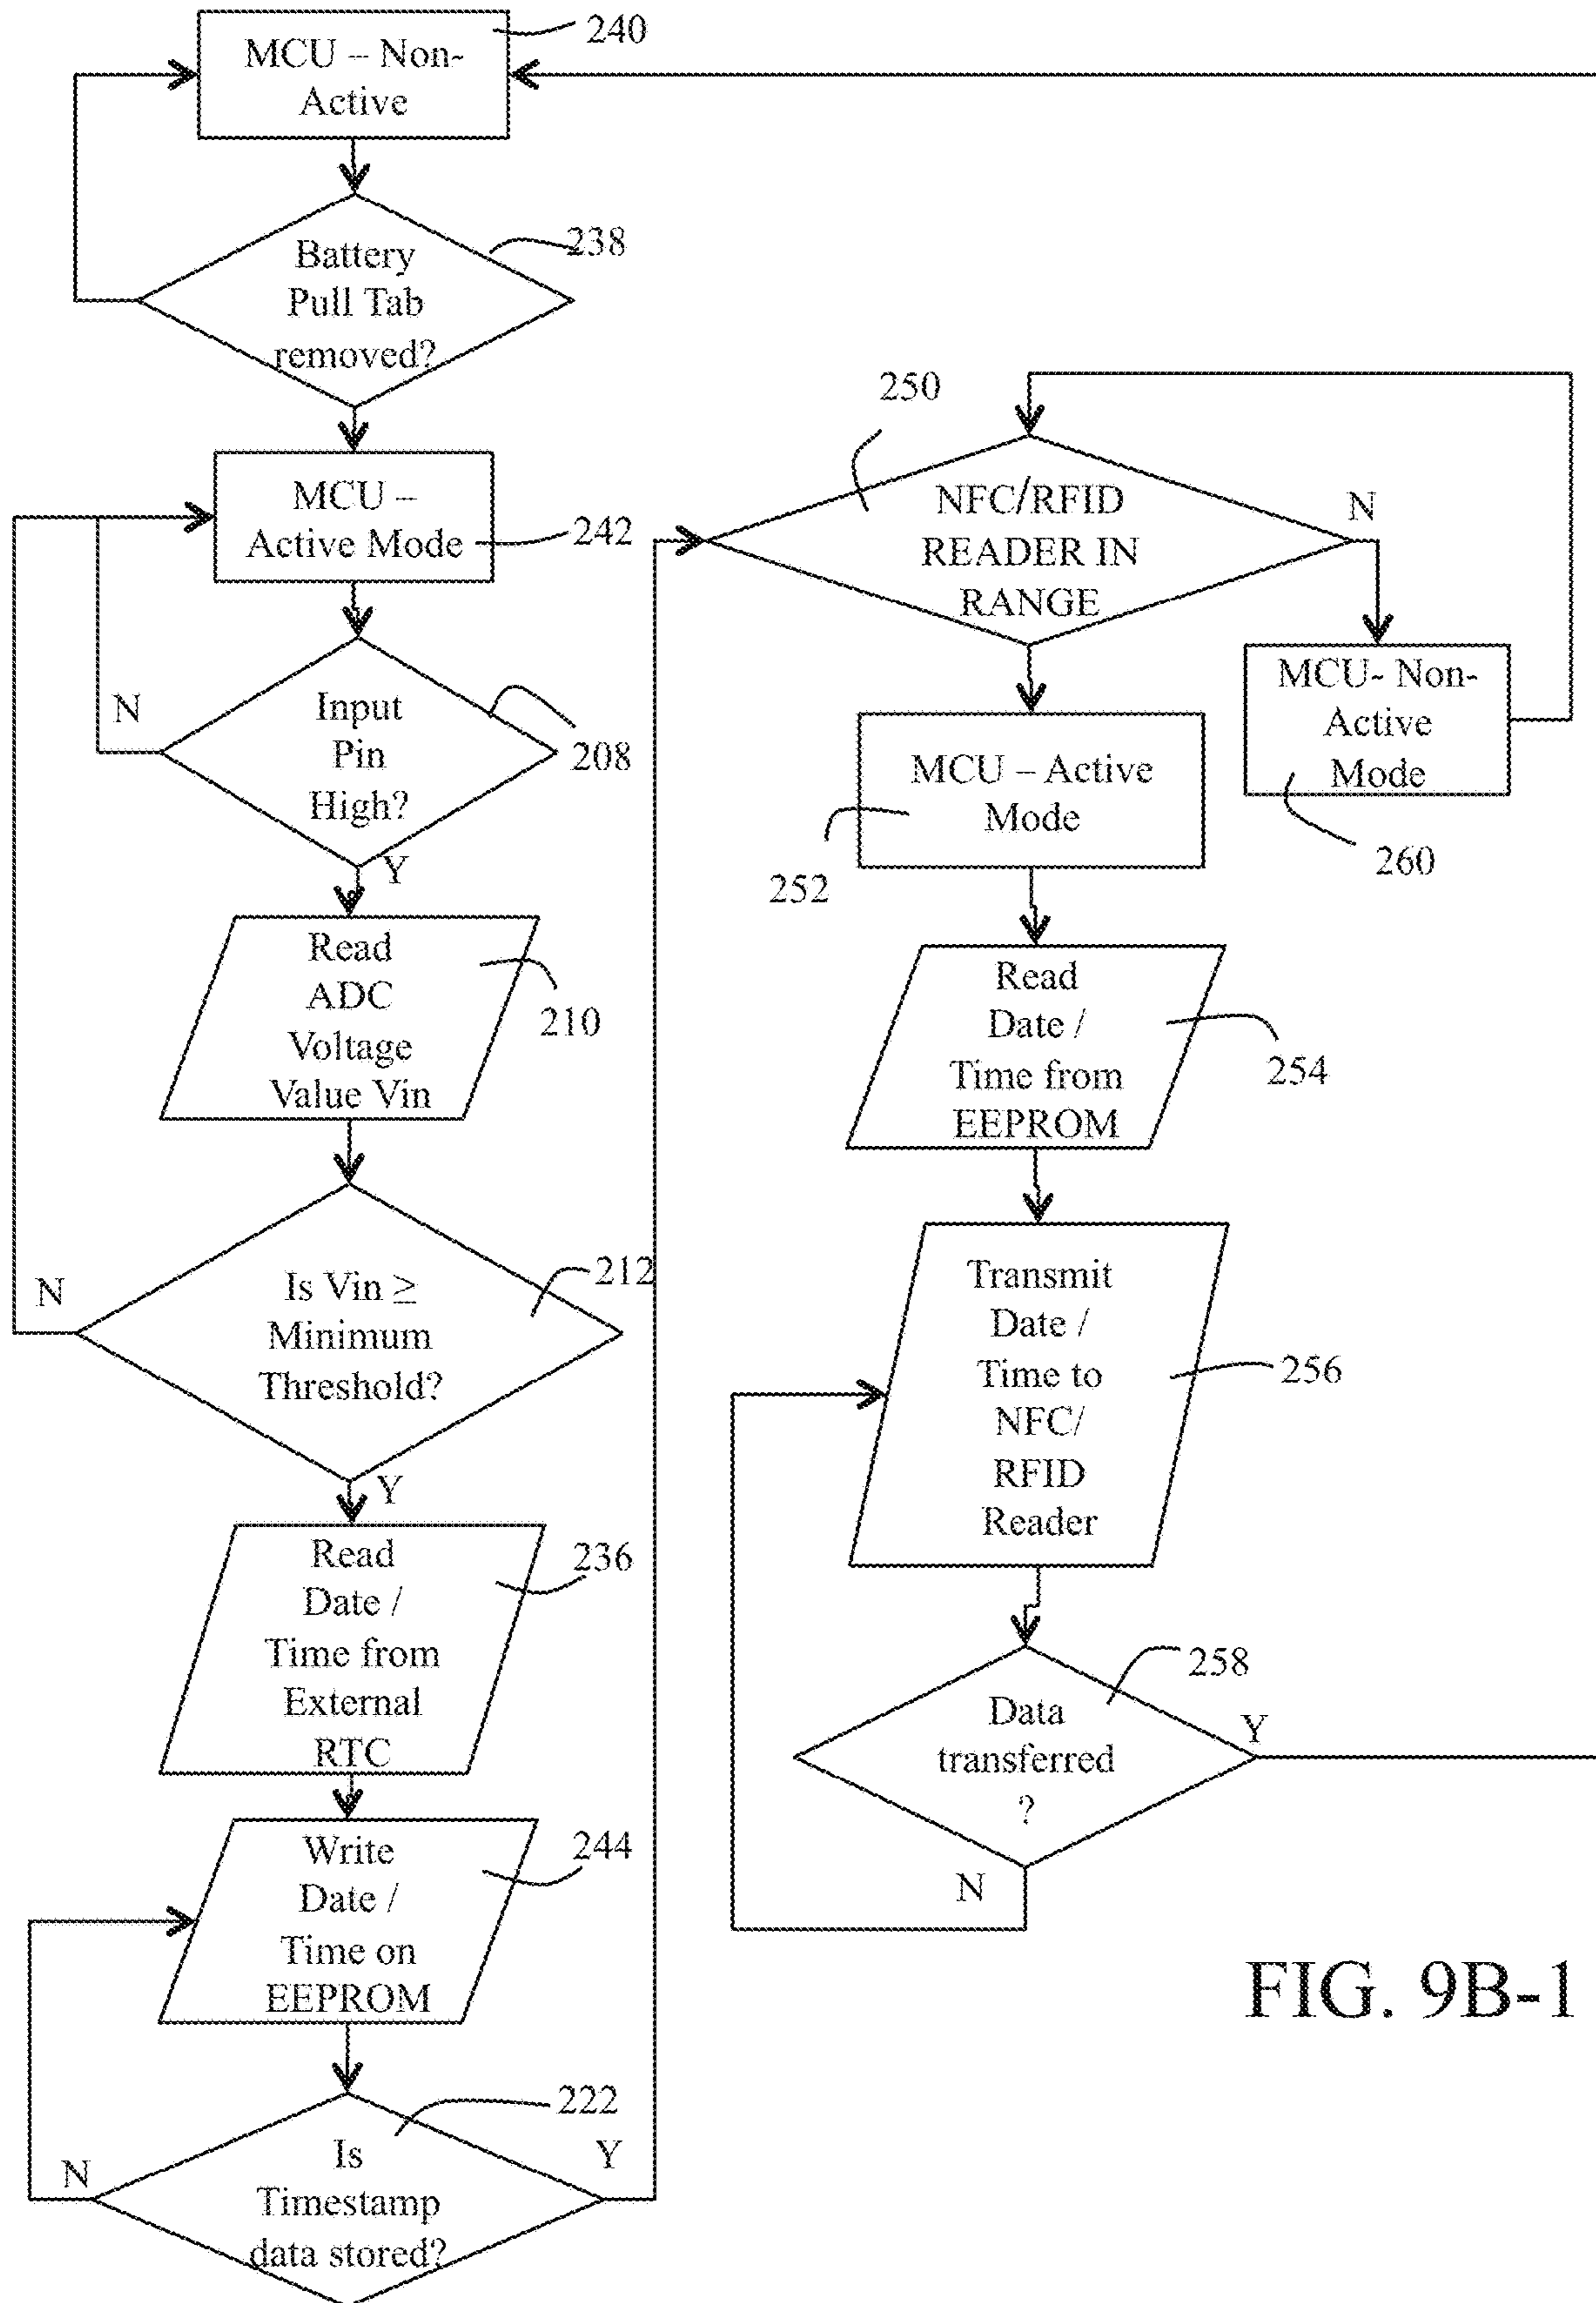 MCU – Non-
Active
240
Battery
Pull Tab
removed?
238
MCU –
Active Mode
242
Input
Pin
High?
208
N
Y
Read
ADC
Voltage
Value Vin
210
Is Vin ≥
Minimum
Threshold?
212
N
Y
Read
Date /
Time from
External
RTC
236
Write
Date /
Time on
EEPROM
244
Is
Timestamp
data stored?
222
N
Y
250
NFC/RFID
READER IN
RANGE
N
MCU- Non-
Active
Mode
260
MCU – Active
Mode
252
Read
Date /
Time from
EEPROM
254
Transmit
Date /
Time to
NFC/
RFID
Reader
256
Data
transferred
?
258
Y
N
FIG. 9B-1